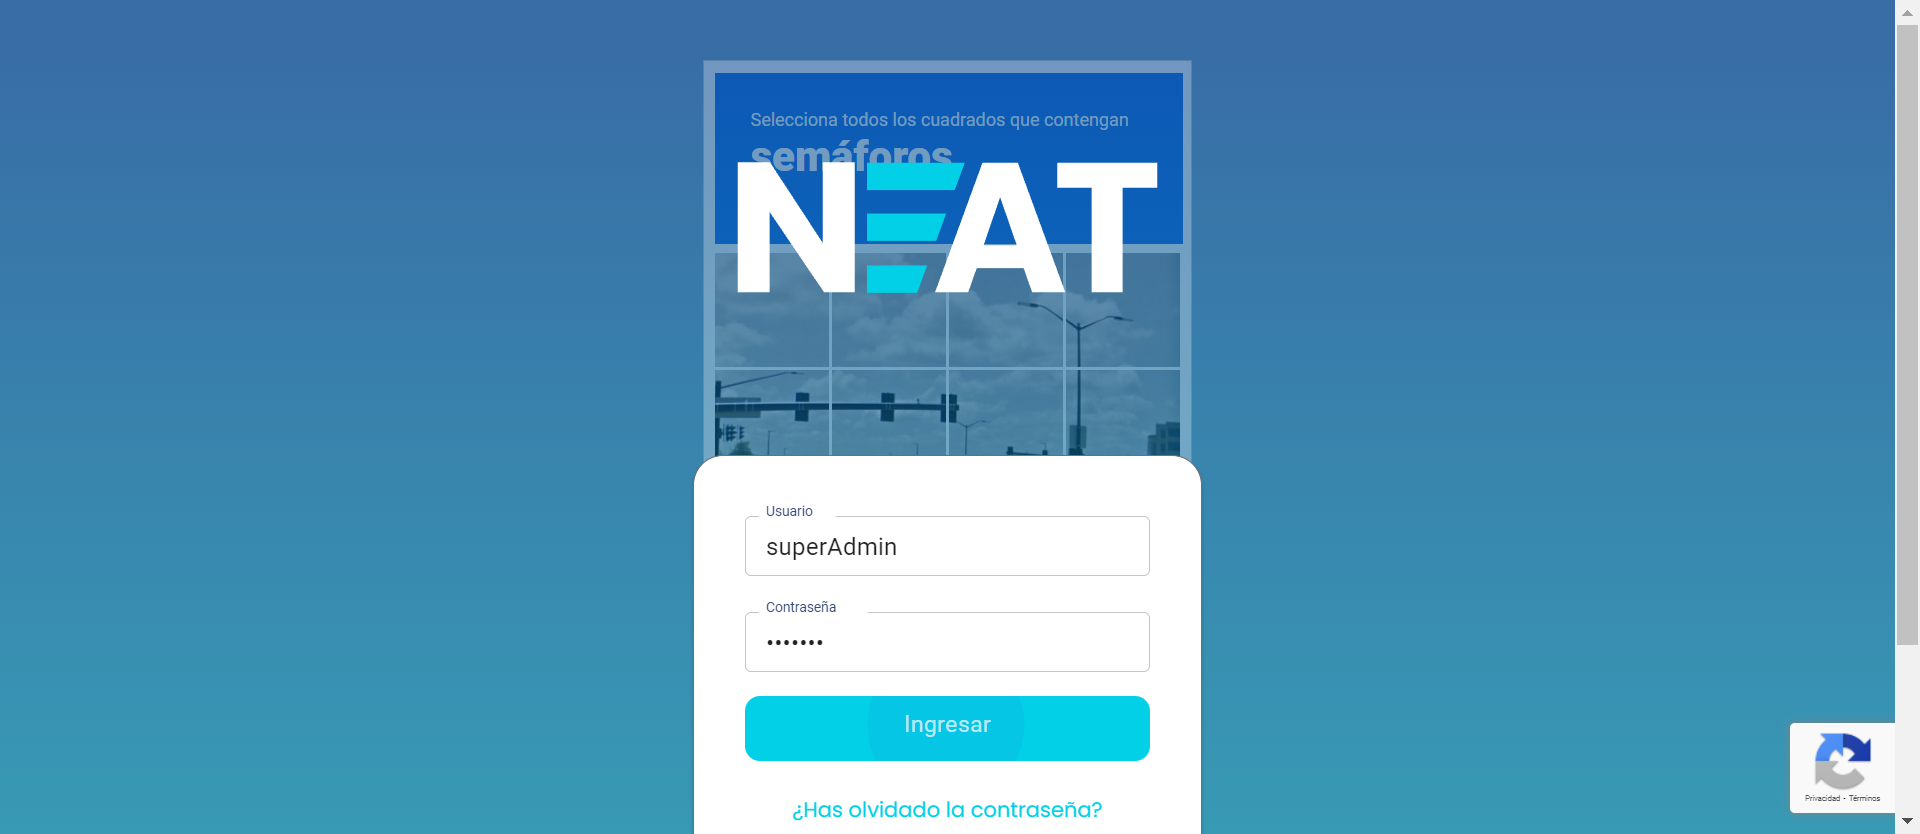 Selecciona todos los cuadrados que contengan
semáforos
NEAT
Usuario
superAdmin
Contraseña
•••••••
Ingresar
¿Has olvidado la contraseña?
Privacidad - Términos